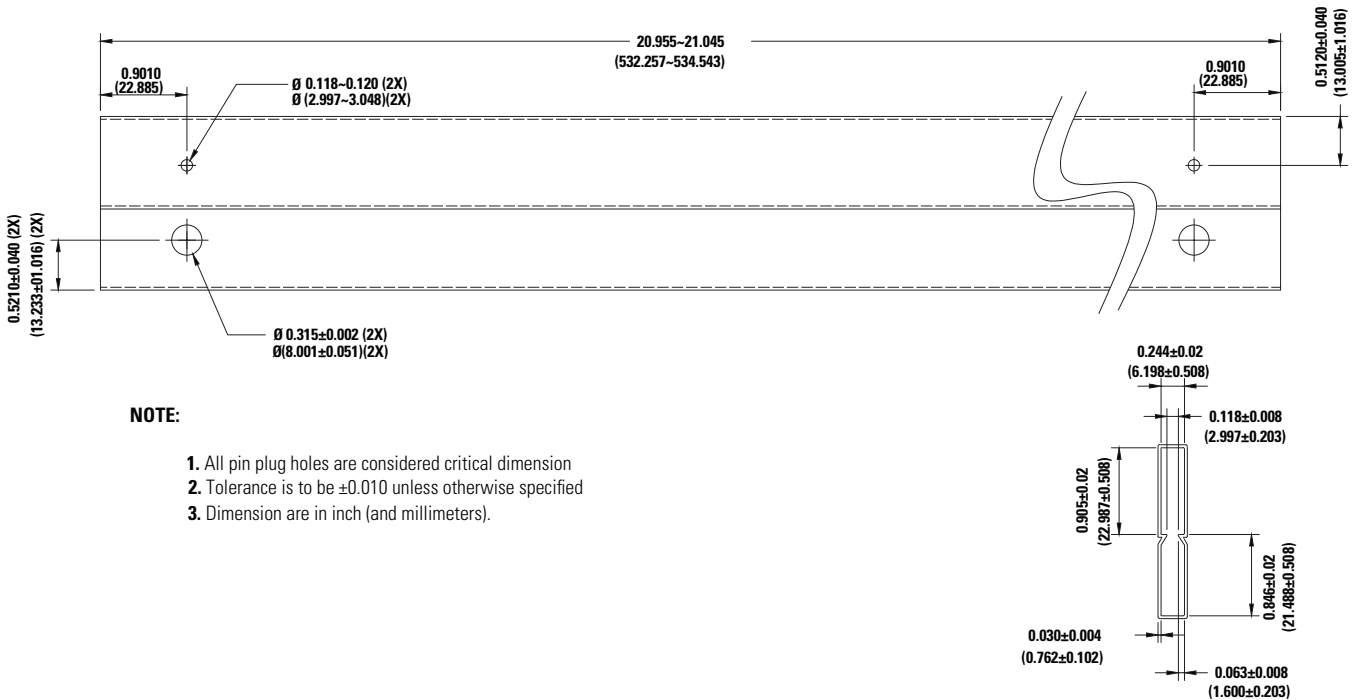 20.955~21.045
(532.257~534.543)
0.9010
(22.885)
Ø 0.118~0.120 (2X)
Ø (2.997~3.048)(2X)
0.9010
(22.885)
0.5120±0.040
(13.005±1.016)
0.5210±0.040 (2X)
(13.233±01.016) (2X)
Ø 0.315±0.002 (2X)
Ø(8.001±0.051)(2X)
NOTE:
1. All pin plug holes are considered critical dimension
2. Tolerance is to be ±0.010 unless otherwise specified
3. Dimension are in inch (and millimeters).
0.244±0.02
(6.198±0.508)
0.118±0.008
(2.997±0.203)
0.905±0.02
(22.987±0.508)
0.846±0.02
(21.488±0.508)
0.030±0.004
(0.762±0.102)
0.063±0.008
(1.600±0.203)